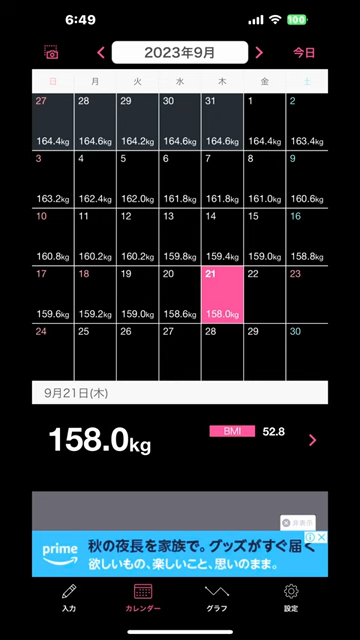 6:49
100
2023年9月
今日
日 月 火 水 木 金 土
27 28 29 30 31 1 2
164.4kg 164.6kg 164.2kg 164.6kg 164.6kg 164.4kg 163.4kg
3 4 5 6 7 8 9
163.2kg 162.4kg 162.0kg 161.8kg 161.8kg 161.0kg 160.6kg
10 11 12 13 14 15 16
160.8kg 160.2kg 160.2kg 159.8kg 159.4kg 159.0kg 158.8kg
17 18 19 20 21 22 23
159.6kg 159.2kg 159.0kg 158.6kg 158.0kg
24 25 26 27 28 29 30
9月21日(木)
158.0kg
BMI 52.8
非表示
prime
秋の夜長を家族で。グッズがすぐ届く
欲しいもの、楽しいこと、思いのまま。
入力 カレンダー グラフ 設定